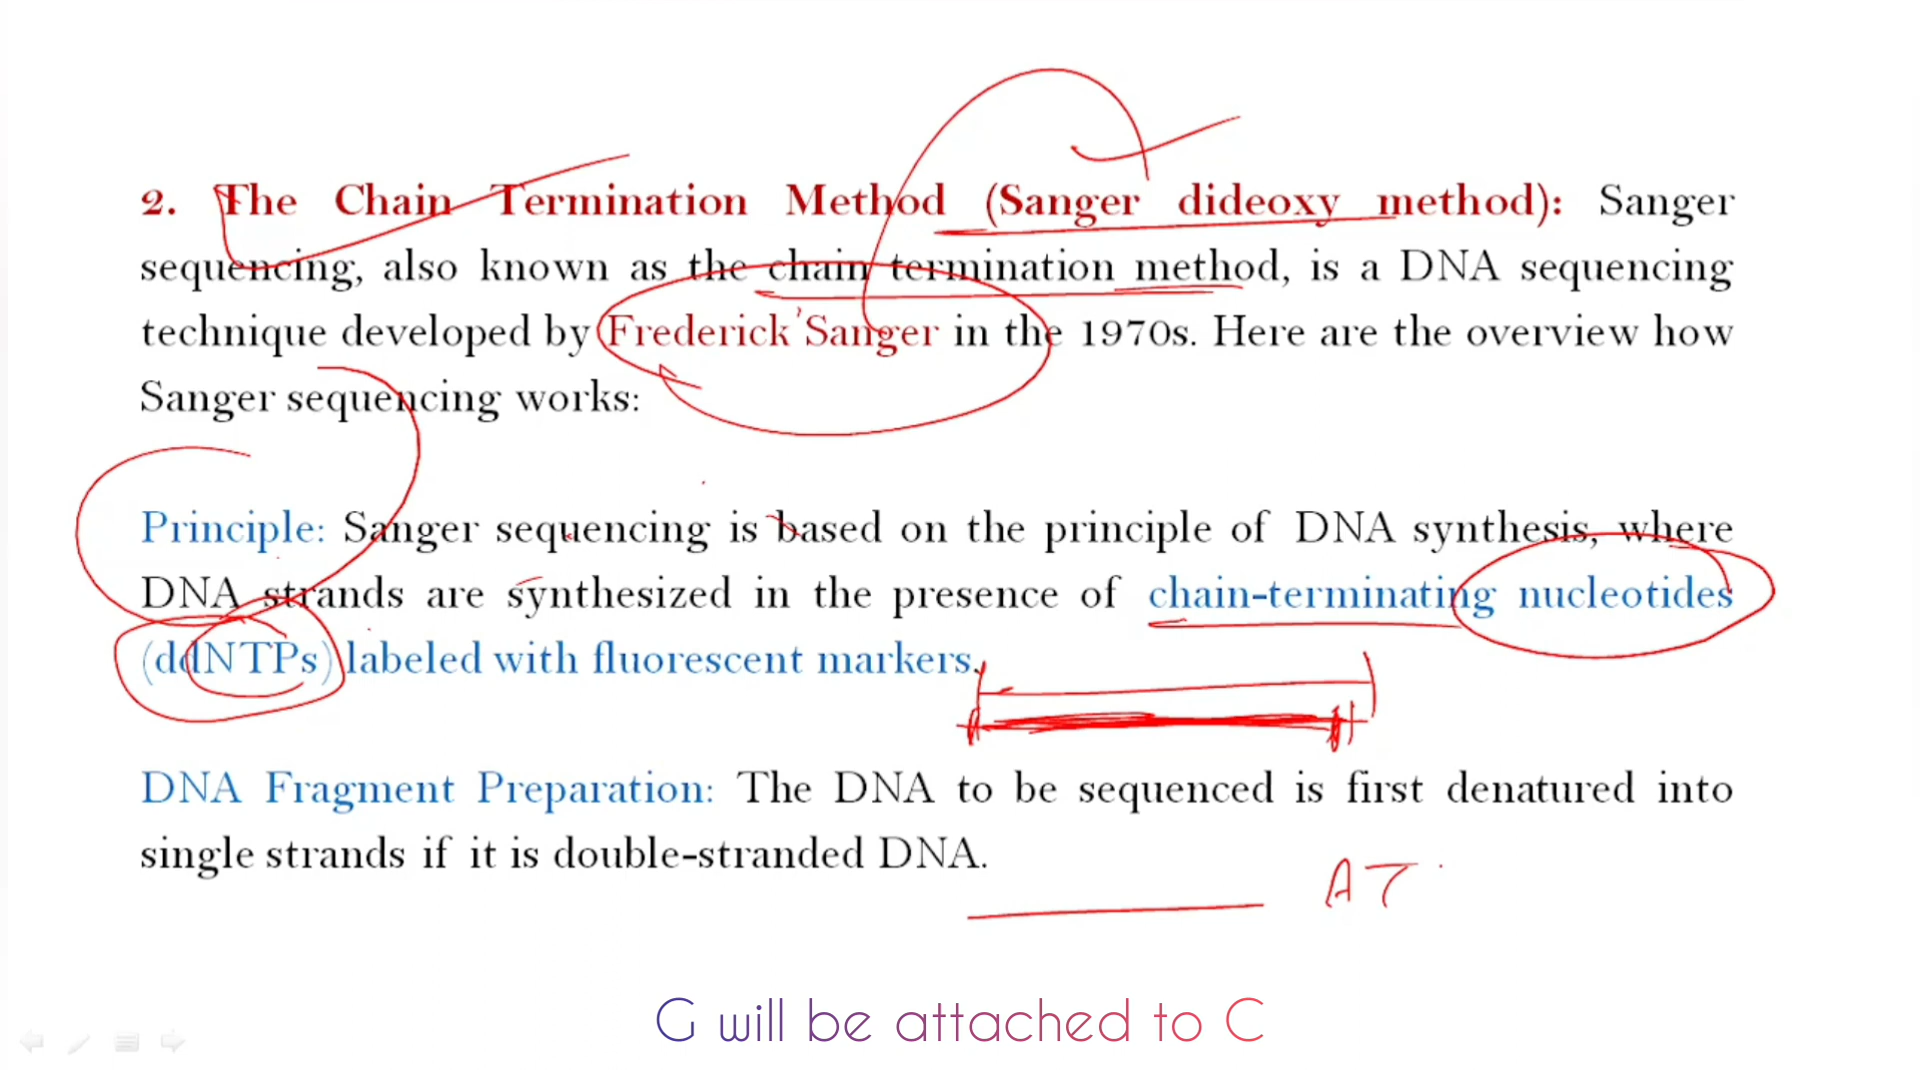 2. The Chain Termination Method (Sanger dideoxy method): Sanger
sequencing, also known as the chain termination method, is a DNA sequencing
technique developed by Frederick Sanger in the 1970s. Here are the overview how
Sanger sequencing works:
Principle: Sanger sequencing is based on the principle of DNA synthesis, where
DNA strands are synthesized in the presence of chain-terminating nucleotides
(ddNTPs) labeled with fluorescent markers.
DNA Fragment Preparation: The DNA to be sequenced is first denatured into
single strands if it is double-stranded DNA.
AT
G will be attached to C